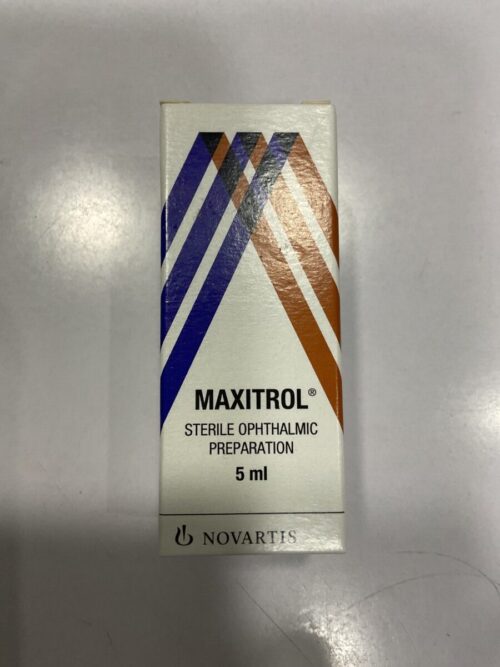 MAXITROL®
STERILE OPHTHALMIC
PREPARATION
5 ml
NOVARTIS